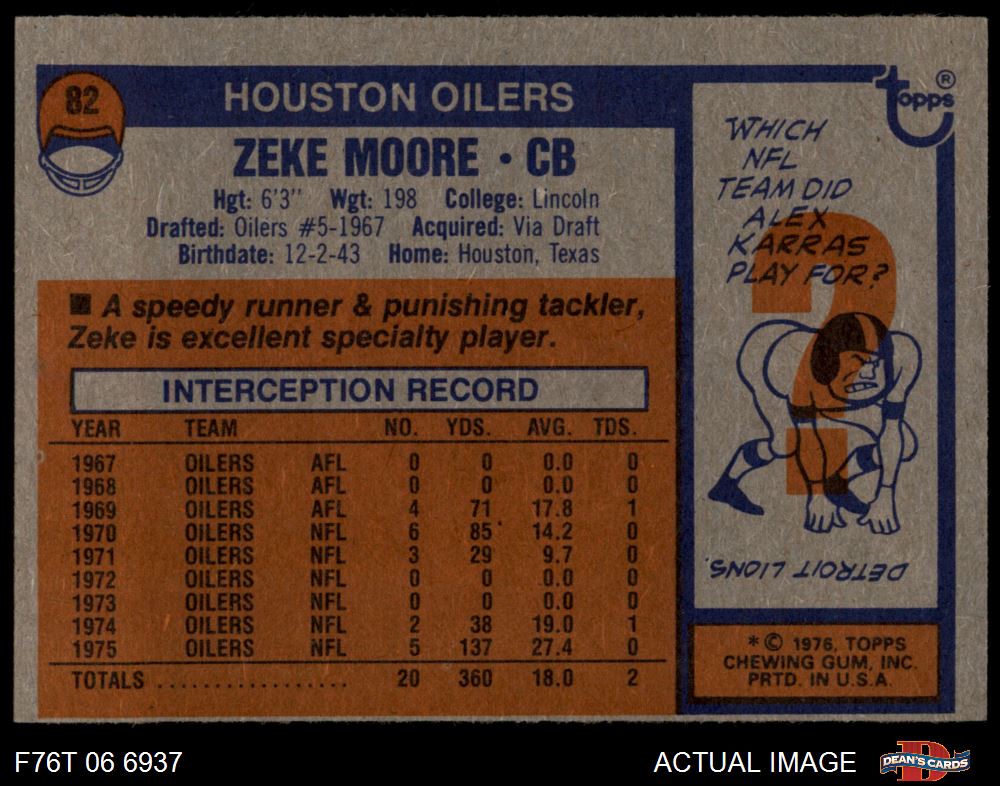 82
HOUSTON OILERS
ZEKE MOORE • CB
Hgt: 6'3" Wgt: 198 College: Lincoln
Drafted: Oilers #5-1967 Acquired: Via Draft
Birthdate: 12-2-43 Home: Houston, Texas
■ A speedy runner & punishing tackler,
Zeke is excellent specialty player.
INTERCEPTION RECORD
YEAR TEAM NO. YDS. AVG. TDS.
1967 OILERS AFL 0 0 0.0 0
1968 OILERS AFL 0 0 0.0 0
1969 OILERS AFL 4 71 17.8 1
1970 OILERS NFL 6 85 14.2 0
1971 OILERS NFL 3 29 9.7 0
1972 OILERS NFL 0 0 0.0 0
1973 OILERS NFL 0 0 0.0 0
1974 OILERS NFL 2 38 19.0 1
1975 OILERS NFL 5 137 27.4 0
TOTALS .................. 20 360 18.0 2
topps ®
WHICH
NFL
TEAM DID
ALEX
KARRAS
PLAY FOR?
?
DETROIT LIONS.
* © 1976, TOPPS
CHEWING GUM, INC.
PRTD. IN U.S.A.
F76T 06 6937
ACTUAL IMAGE
D
DEAN'S CARDS